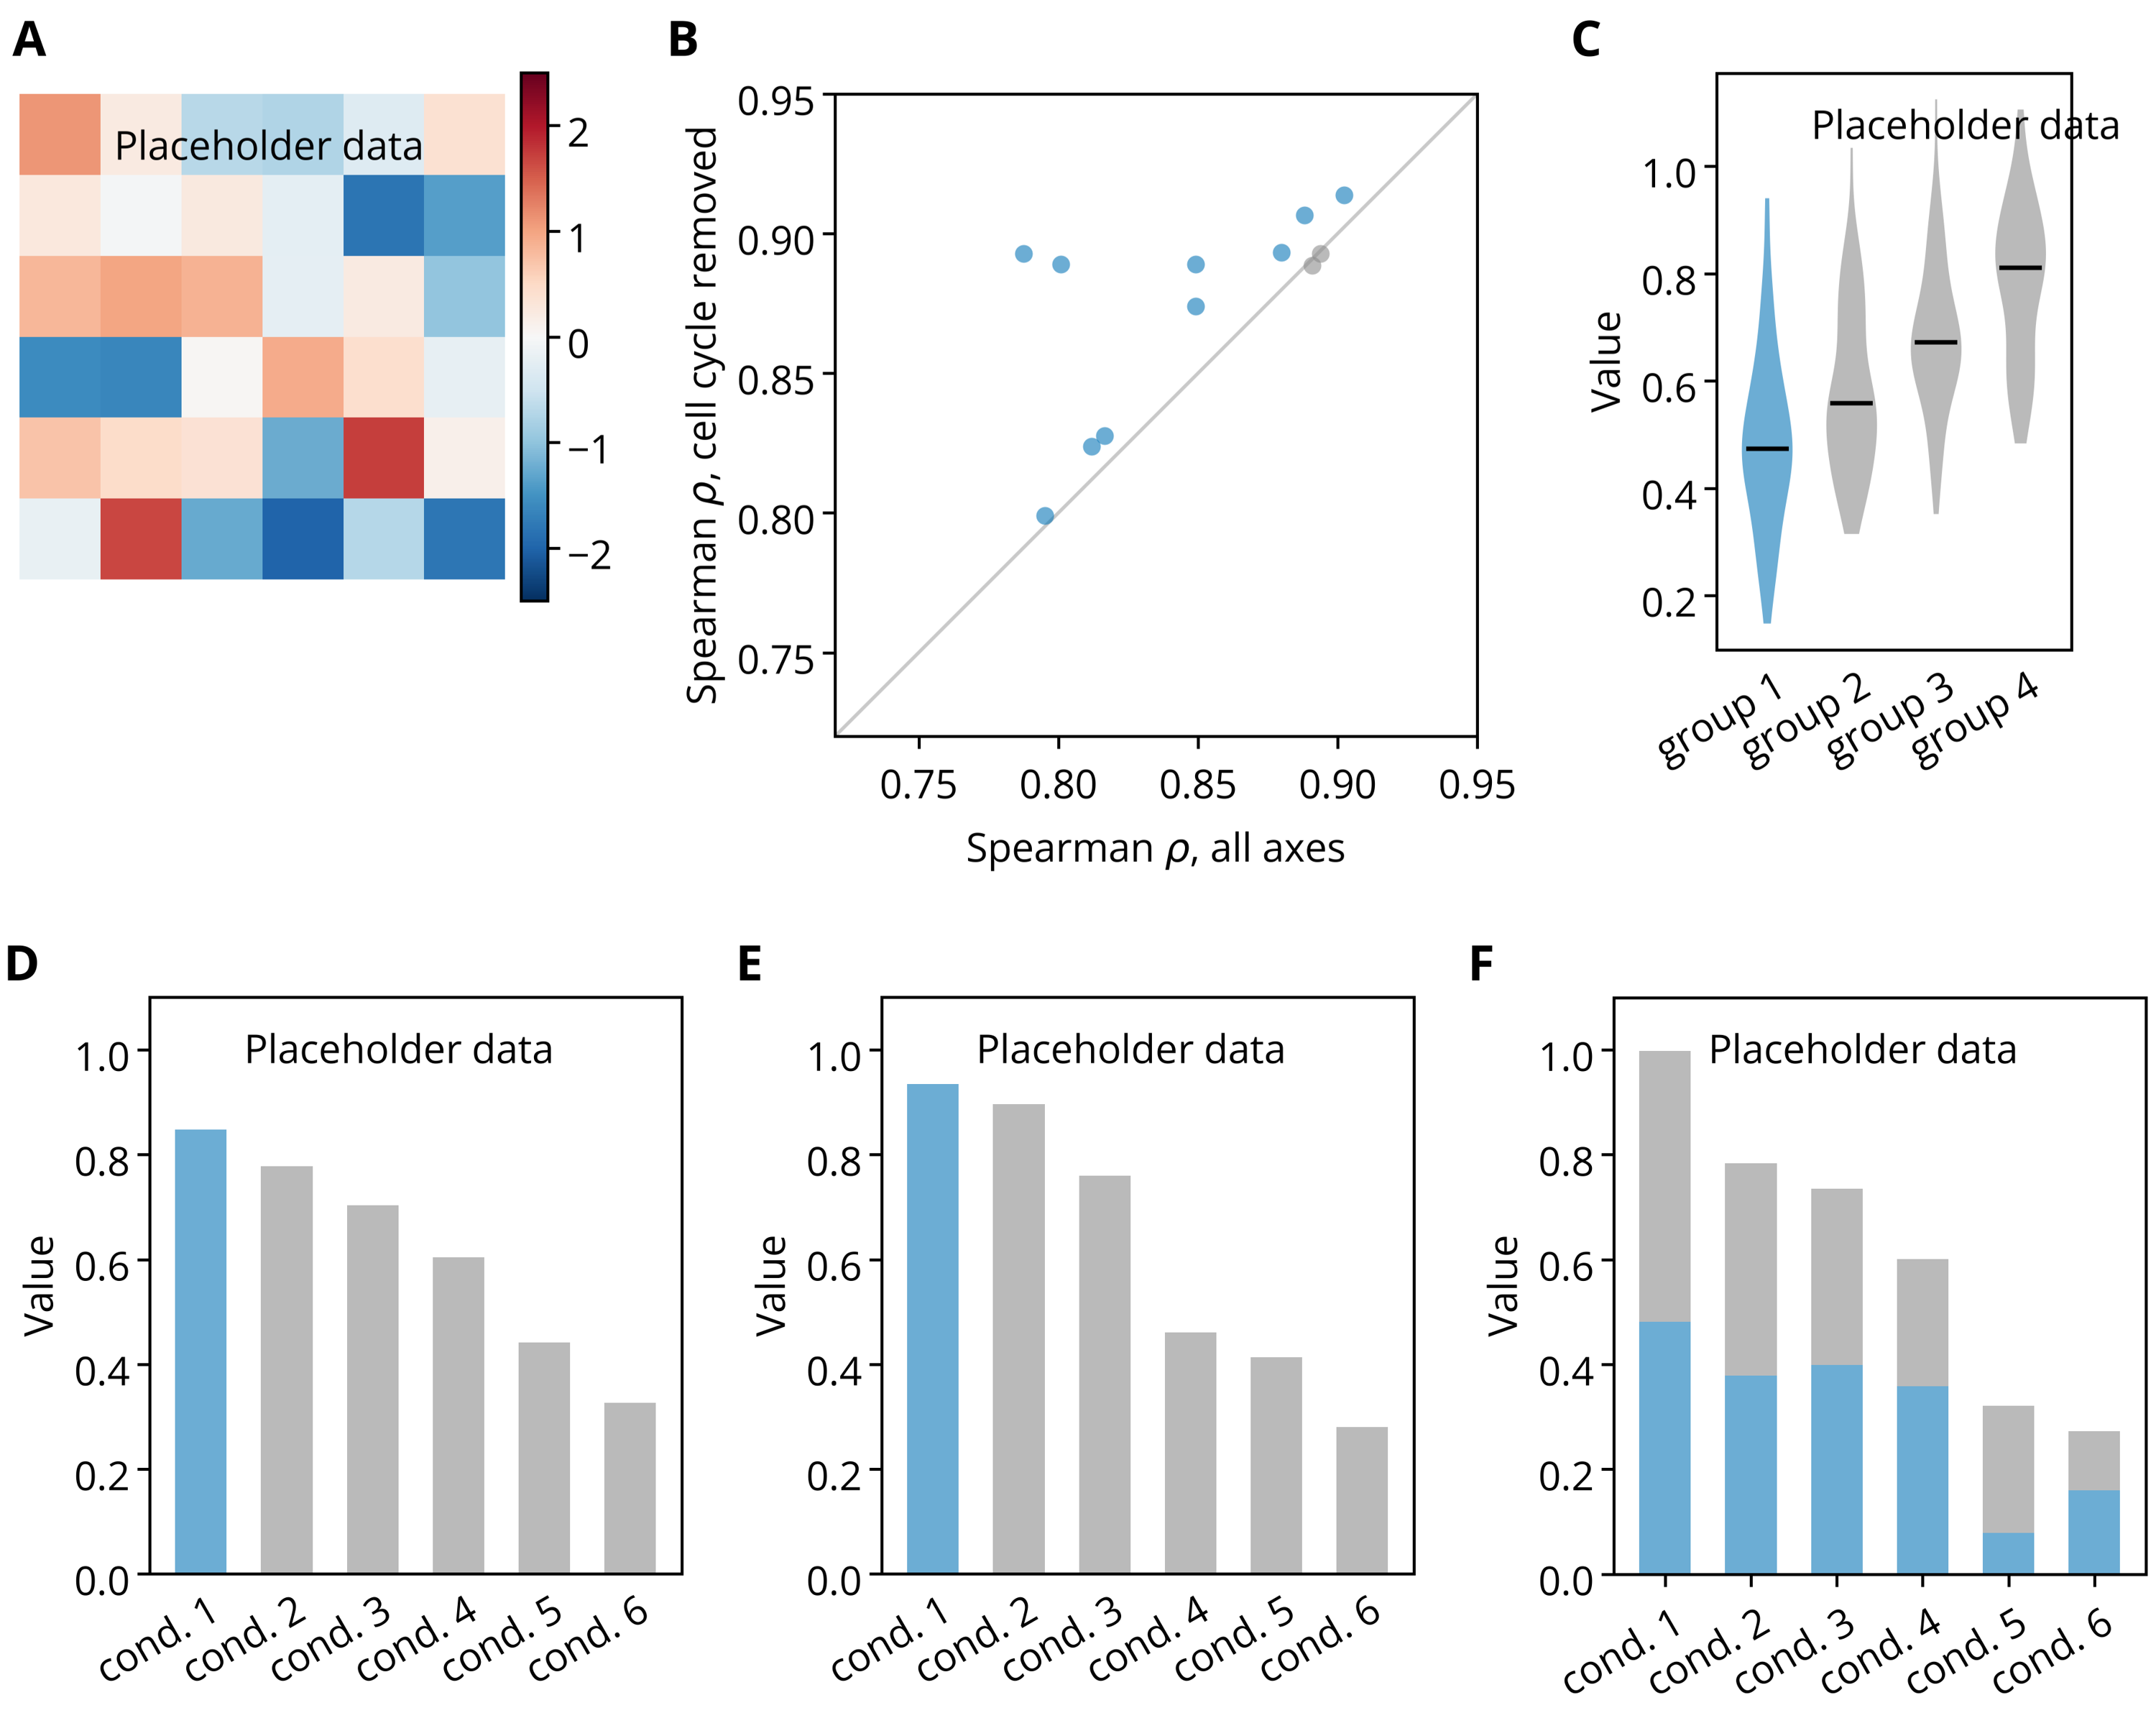 A
Placeholder data
2
1
0
−1
−2
B
Spearman ρ, cell cycle removed
0.95
0.90
0.85
0.80
0.75
0.75 0.80 0.85 0.90 0.95
Spearman ρ, all axes
C
Placeholder data
Value
1.0
0.8
0.6
0.4
0.2
group 1 group 2 group 3 group 4
D
Placeholder data
Value
1.0
0.8
0.6
0.4
0.2
0.0
cond. 1 cond. 2 cond. 3 cond. 4 cond. 5 cond. 6
E
Placeholder data
Value
1.0
0.8
0.6
0.4
0.2
0.0
cond. 1 cond. 2 cond. 3 cond. 4 cond. 5 cond. 6
F
Placeholder data
Value
1.0
0.8
0.6
0.4
0.2
0.0
cond. 1 cond. 2 cond. 3 cond. 4 cond. 5 cond. 6